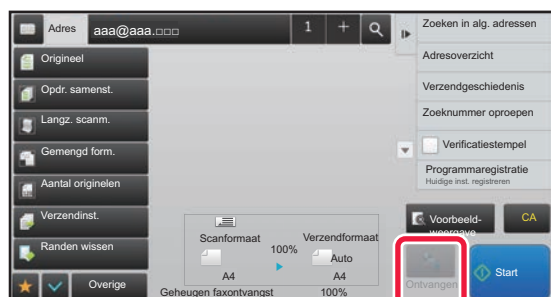 Adres
aaa@aaa.□□□
1
+
Origineel
Opdr. samenst.
Langz. scanm.
Gemengd form.
Aantal originelen
Verzendinst.
Randen wissen
Overige
Scanformaat
100%
Verzendformaat
Auto
A4
A4
Geheugen faxontvangst 100%
Zoeken in alg. adressen
Adresoverzicht
Verzendgeschiedenis
Zoeknummer oproepen
Verificatiestempel
Programmaregistratie
Huidige inst. registreren
Voorbeeld-
weergave
CA
Ontvangen
Start